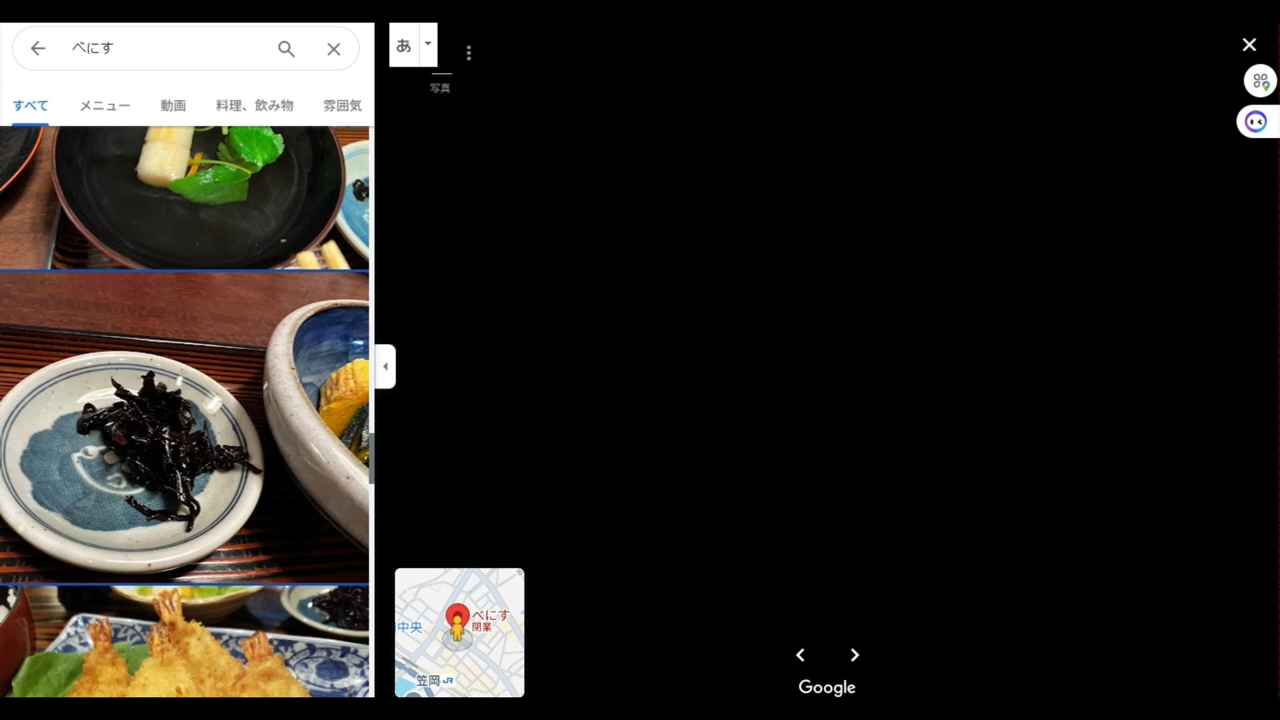 べにす
あ
写真
すべて
メニュー
動画
料理、飲み物
雰囲気
べにす
閉業
中央
笠岡 JR
Google